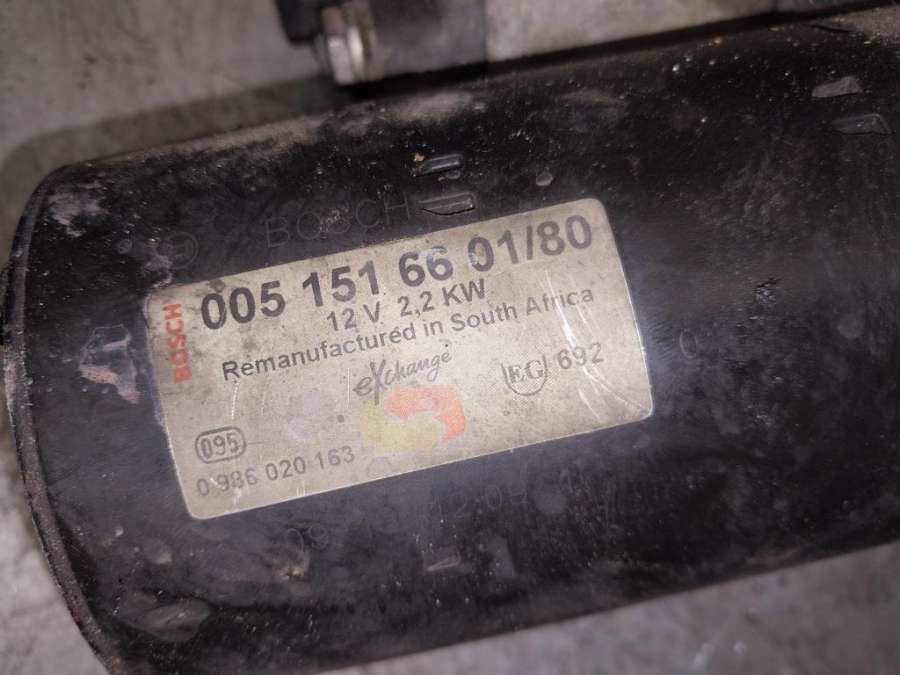 BOSCH
BOSCH
005 151 66 01/80
12 V 2,2 KW
Remanufactured in South Africa
eXchange
EG 692
095
0 986 020 163